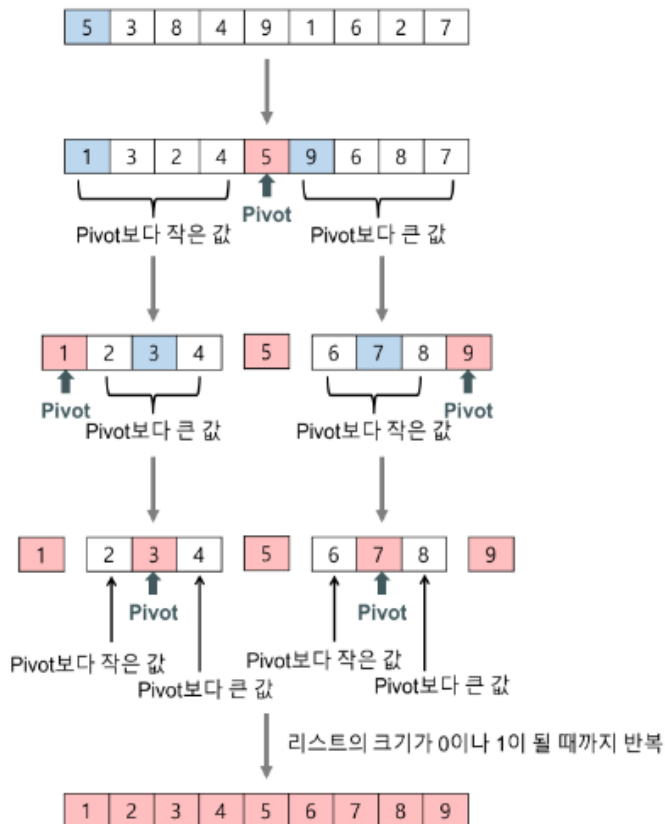 5 3 8 4 9 1 6 2 7
1 3 2 4 5 9 6 8 7
Pivot
Pivot보다 작은 값 Pivot보다 큰 값
1 2 3 4 5 6 7 8 9
Pivot Pivot
Pivot보다 큰 값 Pivot보다 작은 값
1 2 3 4 5 6 7 8 9
Pivot Pivot
Pivot보다 작은 값 Pivot보다 작은 값
Pivot보다 큰 값 Pivot보다 큰 값
리스트의 크기가 0이나 1이 될 때까지 반복
1 2 3 4 5 6 7 8 9